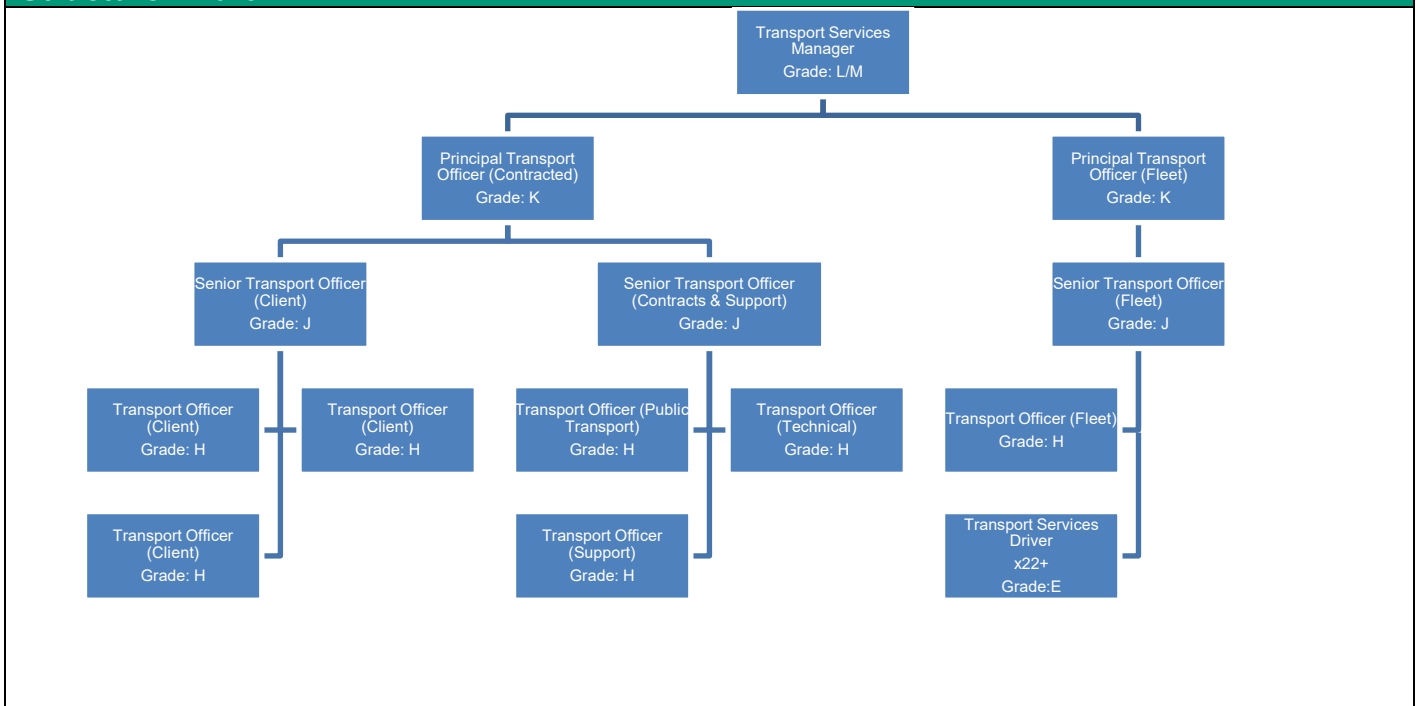 Transport Services
Manager
Grade: L/M
Principal Transport
Officer (Contracted)
Grade: K
Principal Transport
Officer (Fleet)
Grade: K
Senior Transport Officer
(Client)
Grade: J
Senior Transport Officer
(Contracts & Support)
Grade: J
Senior Transport Officer
(Fleet)
Grade: J
Transport Officer
(Client)
Grade: H
Transport Officer
(Client)
Grade: H
Transport Officer (Public
Transport)
Grade: H
Transport Officer
(Technical)
Grade: H
Transport Officer (Fleet)
Grade: H
Transport Officer
(Client)
Grade: H
Transport Officer
(Support)
Grade: H
Transport Services
Driver
x22+
Grade:E